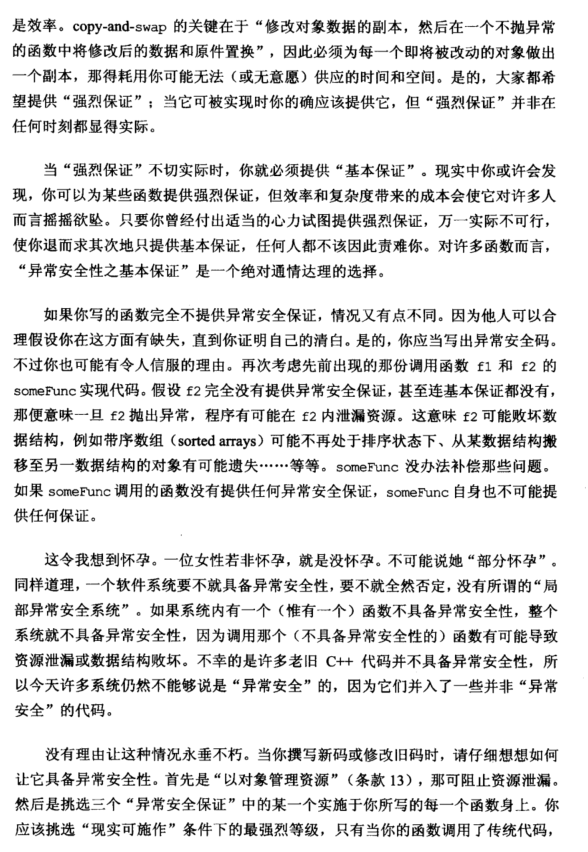 是效率。copy-and-swap 的关键在于“修改对象数据的副本，然后在一个不抛异常
的函数中将修改后的数据和原件置换”，因此必须为每一个即将被改动的对象做出
一个副本，那得耗用你可能无法（或无意愿）供应的时间和空间。是的，大家都希
望提供“强烈保证”；当它可被实现时你的确应该提供它，但“强烈保证”并非在
任何时刻都显得实际。
当“强烈保证”不切实际时，你就必须提供“基本保证”。现实中你或许会发
现，你可以为某些函数提供强烈保证，但效率和复杂度带来的成本会使它对许多人
而言摇摇欲坠。只要你曾经付出适当的心力试图提供强烈保证，万一实际不可行，
使你退而求其次地只提供基本保证，任何人都不该因此责难你。对许多函数而言，
“异常安全性之基本保证”是一个绝对通情达理的选择。
如果你写的函数完全不提供异常安全保证，情况又有点不同。因为他人可以合
理假设你在这方面有缺失，直到你证明自己的清白。是的，你应当写出异常安全码。
不过你也可能有令人信服的理由。再次考虑先前出现的那份调用函数 f1 和 f2 的
someFunc 实现代码。假设 f2 完全没有提供异常安全保证，甚至连基本保证都没有，
那便意味一旦 f2 抛出异常，程序有可能在 f2 内泄漏资源。这意味 f2 可能败坏数
据结构，例如带序数组（sorted arrays）可能不再处于排序状态下、从某数据结构搬
移至另一数据结构的对象有可能遗失……等等。someFunc 没办法补偿那些问题。
如果 someFunc 调用的函数没有提供任何异常安全保证，someFunc 自身也不可能提
供任何保证。
这令我想到怀孕。一位女性若非怀孕，就是没怀孕。不可能说她“部分怀孕”。
同样道理，一个软件系统要不就具备异常安全性，要不就全然否定，没有所谓的“局
部异常安全系统”。如果系统内有一个（惟有一个）函数不具备异常安全性，整个
系统就不具备异常安全性，因为调用那个（不具备异常安全性的）函数有可能导致
资源泄漏或数据结构败坏。不幸的是许多老旧 C++ 代码并不具备异常安全性，所
以今天许多系统仍然不能够说是“异常安全”的，因为它们并入了一些并非“异常
安全”的代码。
没有理由让这种情况永垂不朽。当你撰写新码或修改旧码时，请仔细想想如何
让它具备异常安全性。首先是“以对象管理资源”（条款 13），那可阻止资源泄漏。
然后是挑选三个“异常安全保证”中的某一个实施于你所写的每一个函数身上。你
应该挑选“现实可施作”条件下的最强烈等级，只有当你的函数调用了传统代码，